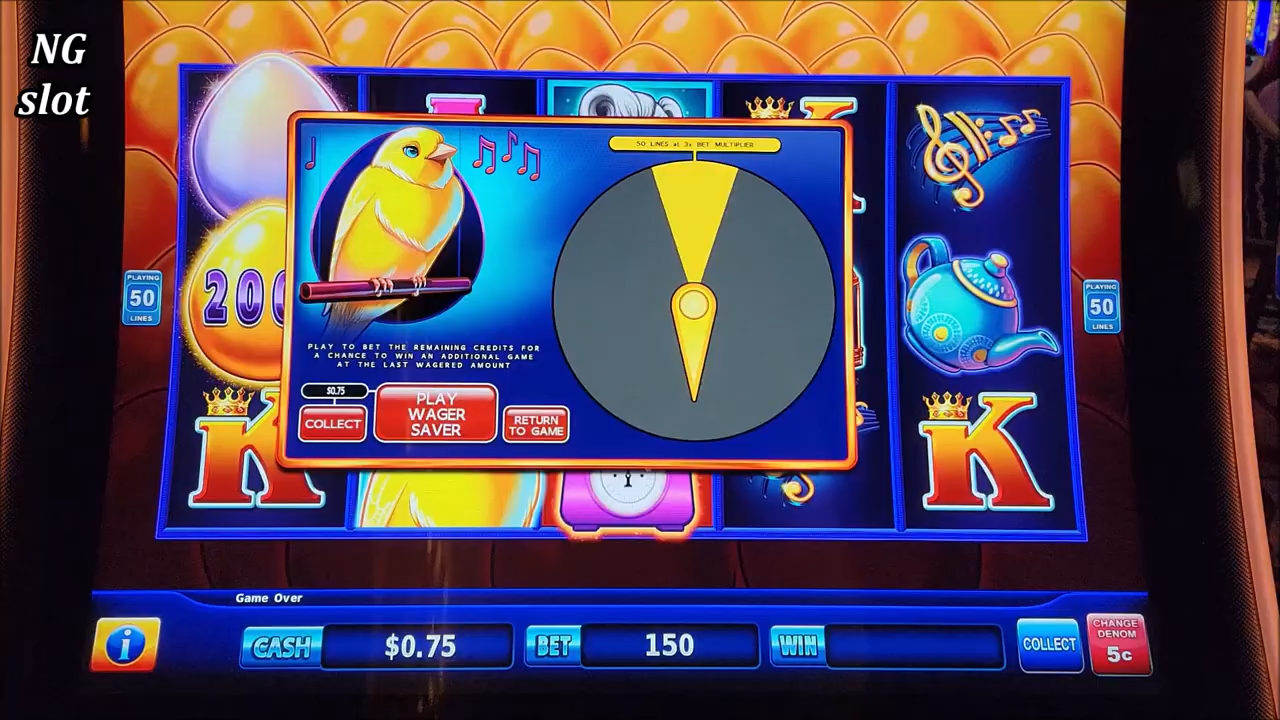 NG
slot
50 LINES at 3x BET MULTIPLIER
PLAYING
50
LINES
200
PLAYING
50
LINES
PLAY TO BET THE REMAINING CREDITS FOR
A CHANCE TO WIN AN ADDITIONAL GAME
AT THE LAST WAGERED AMOUNT
$0.75
COLLECT
PLAY
WAGER
SAVER
RETURN
TO GAME
K
K
Game Over
CASH $0.75
BET 150
WIN
COLLECT
CHANGE
DENOM
5c